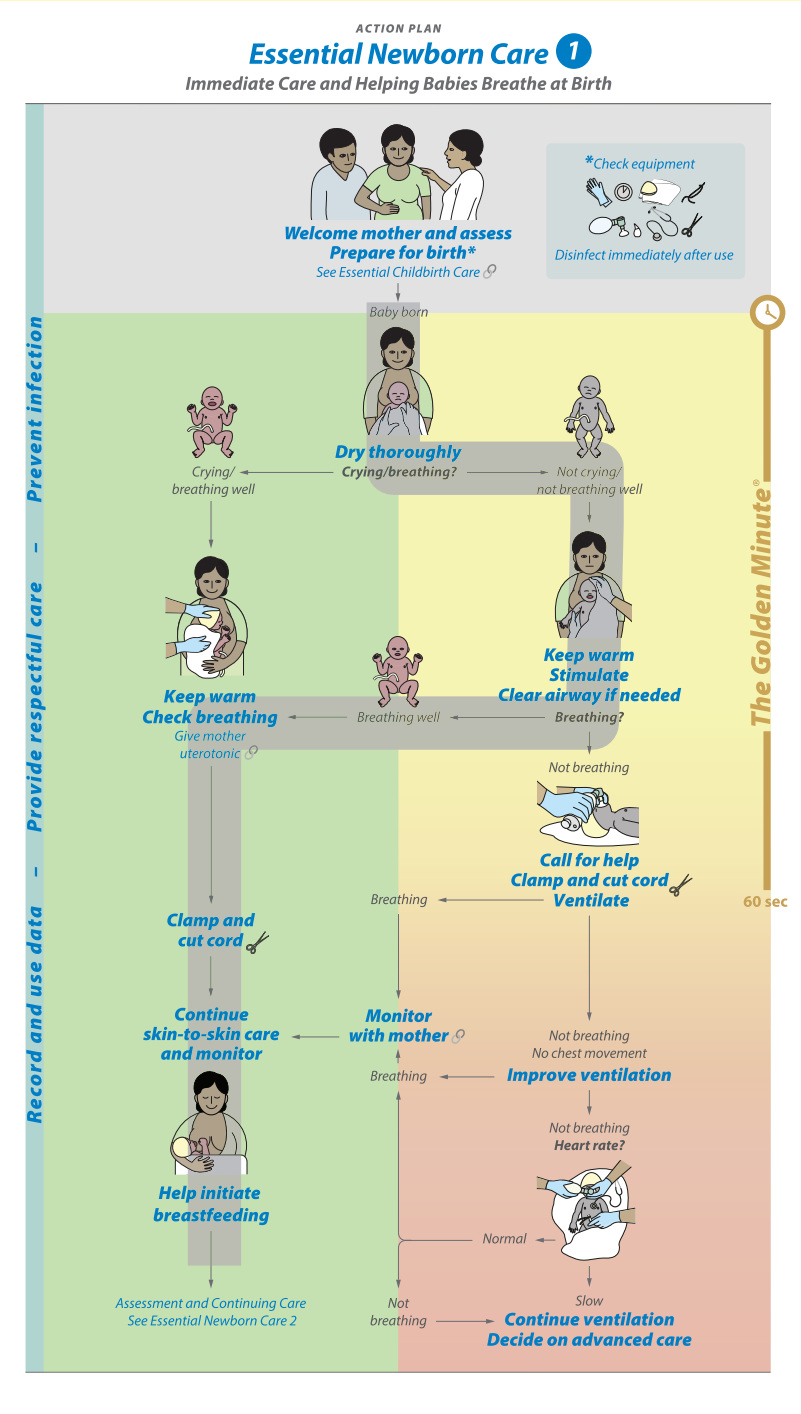 ACTION PLAN
Essential Newborn Care 1
Immediate Care and Helping Babies Breathe at Birth
Prevent infection
–
Provide respectful care
–
Record and use data
*Check equipment
Disinfect immediately after use
Welcome mother and assess
Prepare for birth*
See Essential Childbirth Care
Baby born
Dry thoroughly
Crying/breathing?
Crying/
breathing well
Not crying/
not breathing well
The Golden Minute®
60 sec
Keep warm
Stimulate
Clear airway if needed
Breathing?
Breathing well
Keep warm
Check breathing
Give mother
uterotonic
Not breathing
Call for help
Clamp and cut cord
Ventilate
Breathing
Clamp and
cut cord
Continue
skin-to-skin care
and monitor
Monitor
with mother
Not breathing
No chest movement
Improve ventilation
Breathing
Not breathing
Heart rate?
Help initiate
breastfeeding
Normal
Slow
Assessment and Continuing Care
See Essential Newborn Care 2
Not
breathing
Continue ventilation
Decide on advanced care